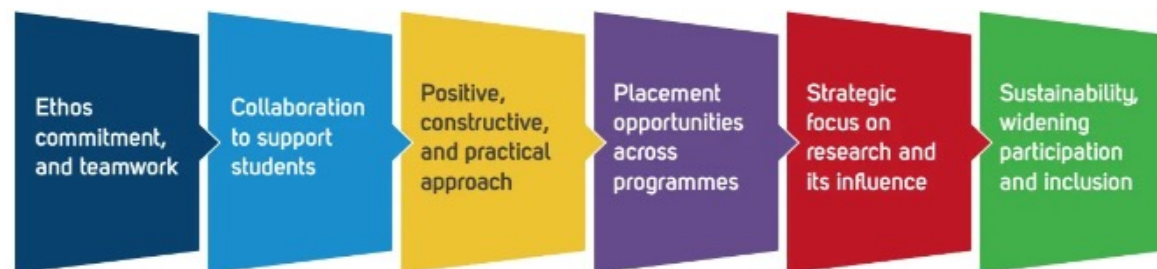 Ethos
commitment,
and teamwork
Collaboration
to support
students
Positive,
constructive,
and practical
approach
Placement
opportunities
across
programmes
Strategic
focus on
research and
its influence
Sustainability,
widening
participation
and inclusion